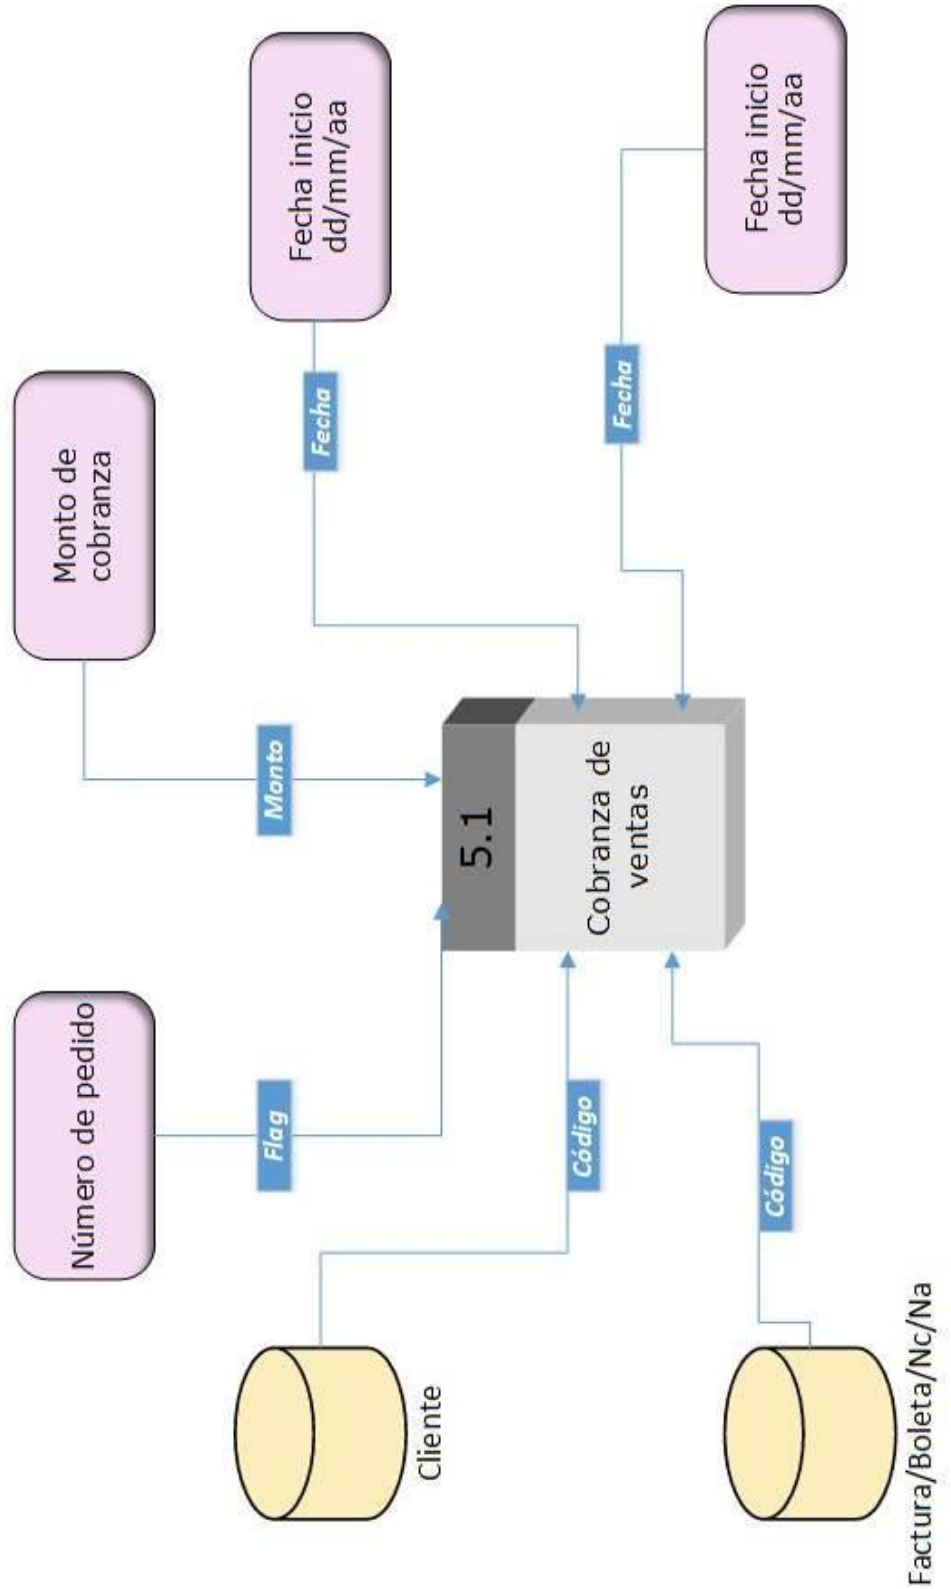 Número de pedido
Monto de
cobranza
Flag
Monto
Fecha
Fecha inicio
dd/mm/aa
Cliente
Código
5.1
Cobranza de
ventas
Fecha
Fecha inicio
dd/mm/aa
Código
Factura/Boleta/Nc/Na